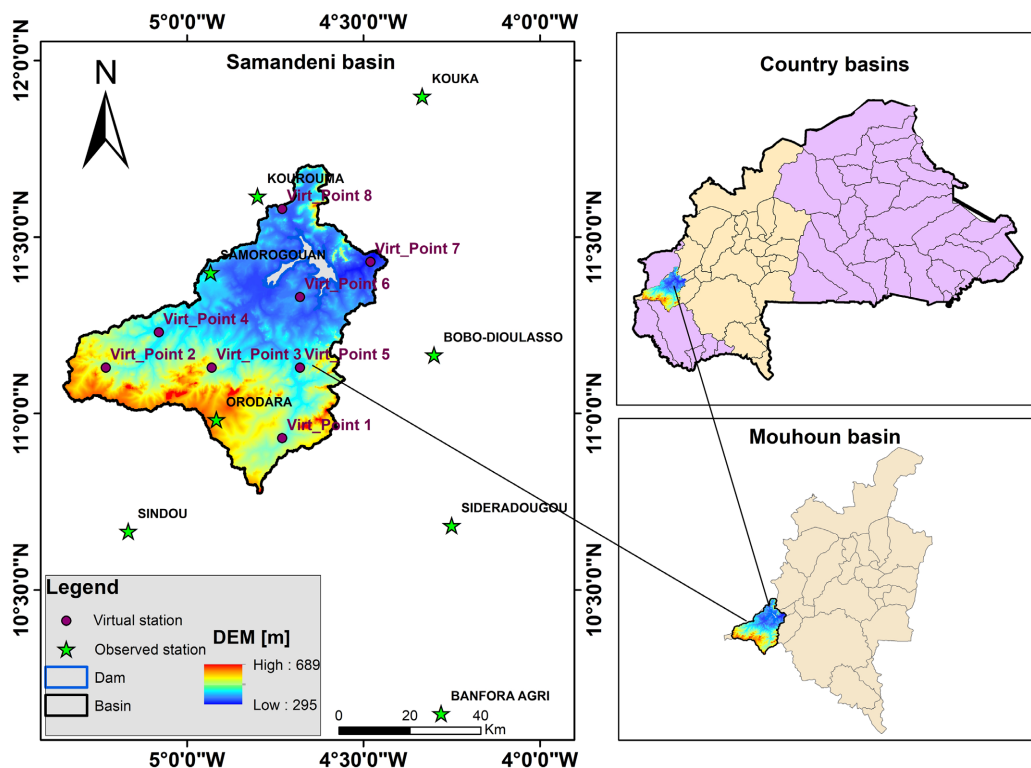 5°0'0"W
4°30'0"W
4°0'0"W
12°0'0"N
11°30'0"N
11°0'0"N
10°30'0"N
Samandeni basin
N
KOUKA
KOUROUMA
Virt_Point 8
SAMOROGOUAN
Virt_Point 7
Virt_Point 6
Virt_Point 4
BOBO-DIOULASSO
Virt_Point 2
Virt_Point 3
Virt_Point 5
ORODARA
Virt_Point 1
SINDOU
SIDERADOUGOU
BANFORA AGRI
Legend
Virtual station
Observed station
Dam
Basin
DEM [m]
High : 689
Low : 295
0 20 40
Km
5°0'0"W
4°30'0"W
4°0'0"W
12°0'0"N
11°30'0"N
11°0'0"N
10°30'0"N
Country basins
Mouhoun basin